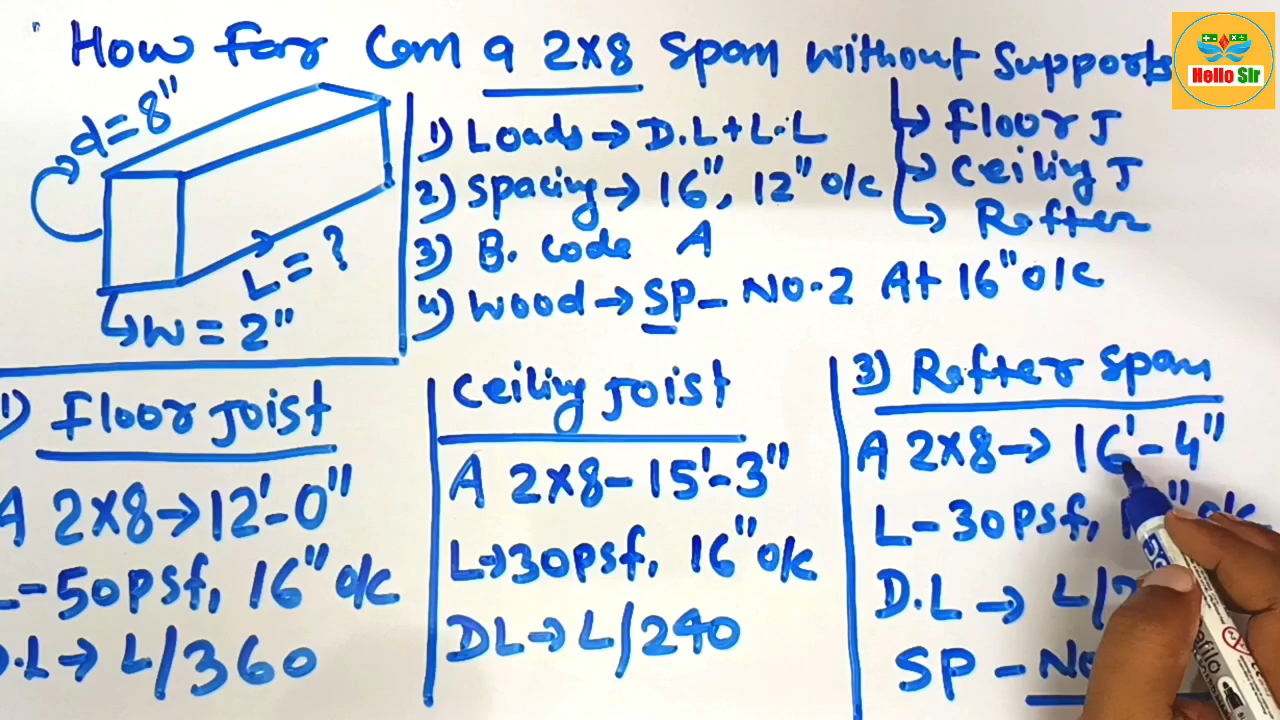 How Far Can a 2x8 Span without Supports
Hello SIr
d=8"
L=?
W=2"
1) Loads→D.L+L.L
2) Spacing→16", 12" o/c
3) B. code A
4) Wood→SP- No.2 At 16" o/c
Floor J
Ceiling J
Rafter
1) Floor Joist
A 2x8→12'-0"
L-50psf, 16" o/c
D.L→L/360
Ceiling Joist
A 2x8-15'-3"
L→30psf, 16" o/c
DL→L/240
3) Rafter Span
A 2x8→16'-4"
L-30psf, o/c
D.L→L/
SP-No